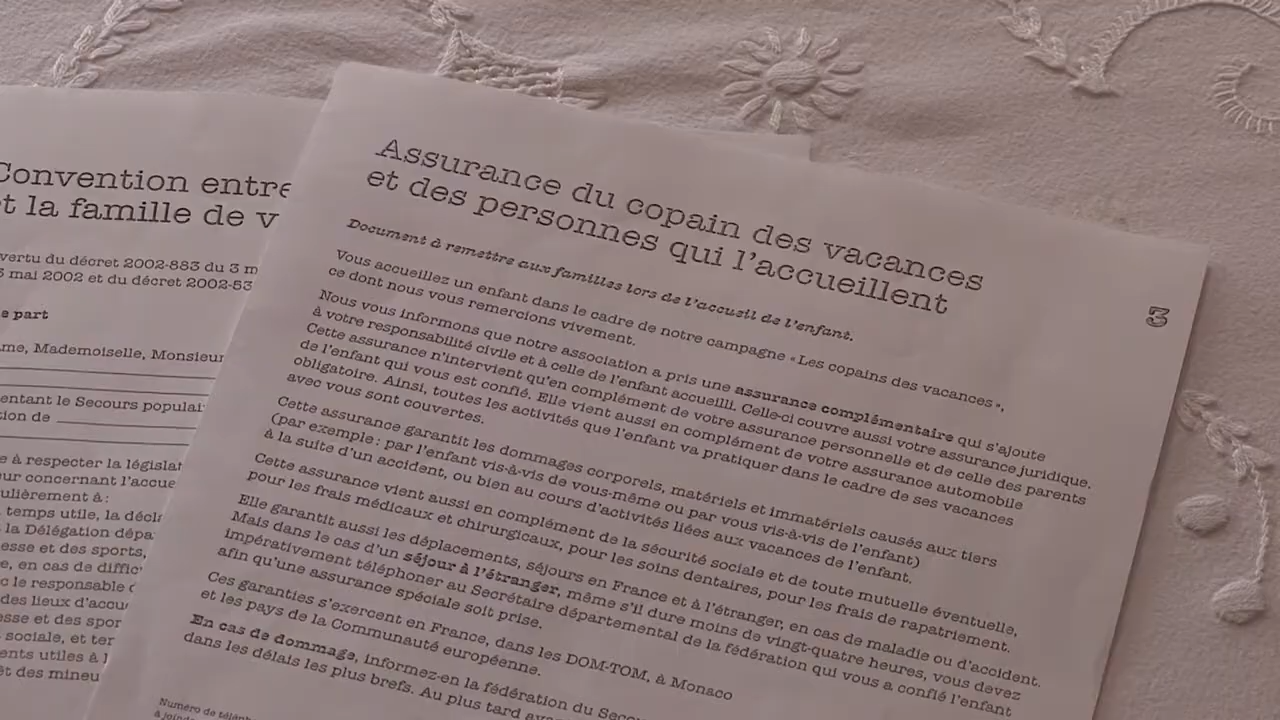 Convention entre
et la famille de v
vertu du décret 2002-883 du 3 m
3 mai 2002 et du décret 2002-53
e part
me, Mademoiselle, Monsieur
entant le Secours populai
tion de
e à respecter la législat
eur concernant l'accue
ulièrement à :
temps utile, la décla
la Délégation dépa
esse et des sports,
e, en cas de difficu
c le responsable d
des lieux d'accu
esse et des spor
sociale, et ter
ents utiles à l
êt des mineu
Assurance du copain des vacances
et des personnes qui l'accueillent
3
Document à remettre aux familles lors de l'accueil de l'enfant.
Vous accueillez un enfant dans le cadre de notre campagne « Les copains des vacances »,
ce dont nous vous remercions vivement.
Nous vous informons que notre association a pris une assurance complémentaire qui s'ajoute
à votre responsabilité civile et à celle de l'enfant accueilli. Celle-ci couvre aussi votre assurance juridique.
Cette assurance n'intervient qu'en complément de votre assurance personnelle et de celle des parents
de l'enfant qui vous est confié. Elle vient aussi en complément de votre assurance automobile
obligatoire. Ainsi, toutes les activités que l'enfant va pratiquer dans le cadre de ses vacances
avec vous sont couvertes.
Cette assurance garantit les dommages corporels, matériels et immatériels causés aux tiers
(par exemple : par l'enfant vis-à-vis de vous-même ou par vous vis-à-vis de l'enfant)
à la suite d'un accident, ou bien au cours d'activités liées aux vacances de l'enfant.
Cette assurance vient aussi en complément de la sécurité sociale et de toute mutuelle éventuelle,
pour les frais médicaux et chirurgicaux, pour les soins dentaires, pour les frais de rapatriement.
Elle garantit aussi les déplacements, séjours en France et à l'étranger, en cas de maladie ou d'accident.
Mais dans le cas d'un séjour à l'étranger, même s'il dure moins de vingt-quatre heures, vous devez
impérativement téléphoner au Secrétaire départemental de la fédération qui vous a confié l'enfant
afin qu'une assurance spéciale soit prise.
Ces garanties s'exercent en France, dans les DOM-TOM, à Monaco
et les pays de la Communauté européenne.
En cas de dommage, informez-en la fédération du Seco
dans les délais les plus brefs. Au plus tard ava
Numéro de téléph
à joind